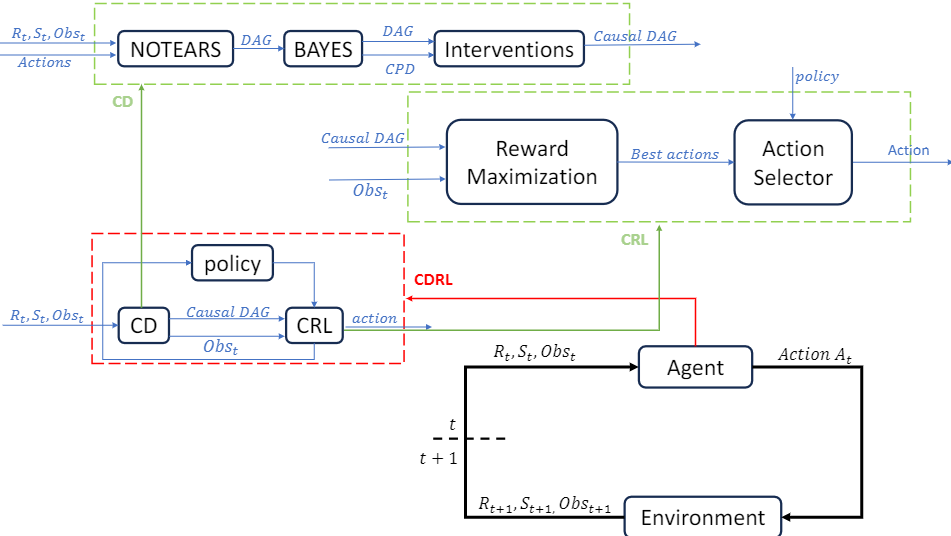 R_t, S_t, Obs_t
Actions
NOTEARS
DAG
BAYES
DAG
CPD
Interventions
Causal DAG
CD
policy
Causal DAG
Obs_t
Reward
Maximization
Best actions
Action
Selector
Action
CRL
policy
CDRL
R_t, S_t, Obs_t
CD
Causal DAG
Obs_t
CRL
action
R_t, S_t, Obs_t
Agent
Action A_t
t
t + 1
R_{t+1}, S_{t+1,} Obs_{t+1}
Environment